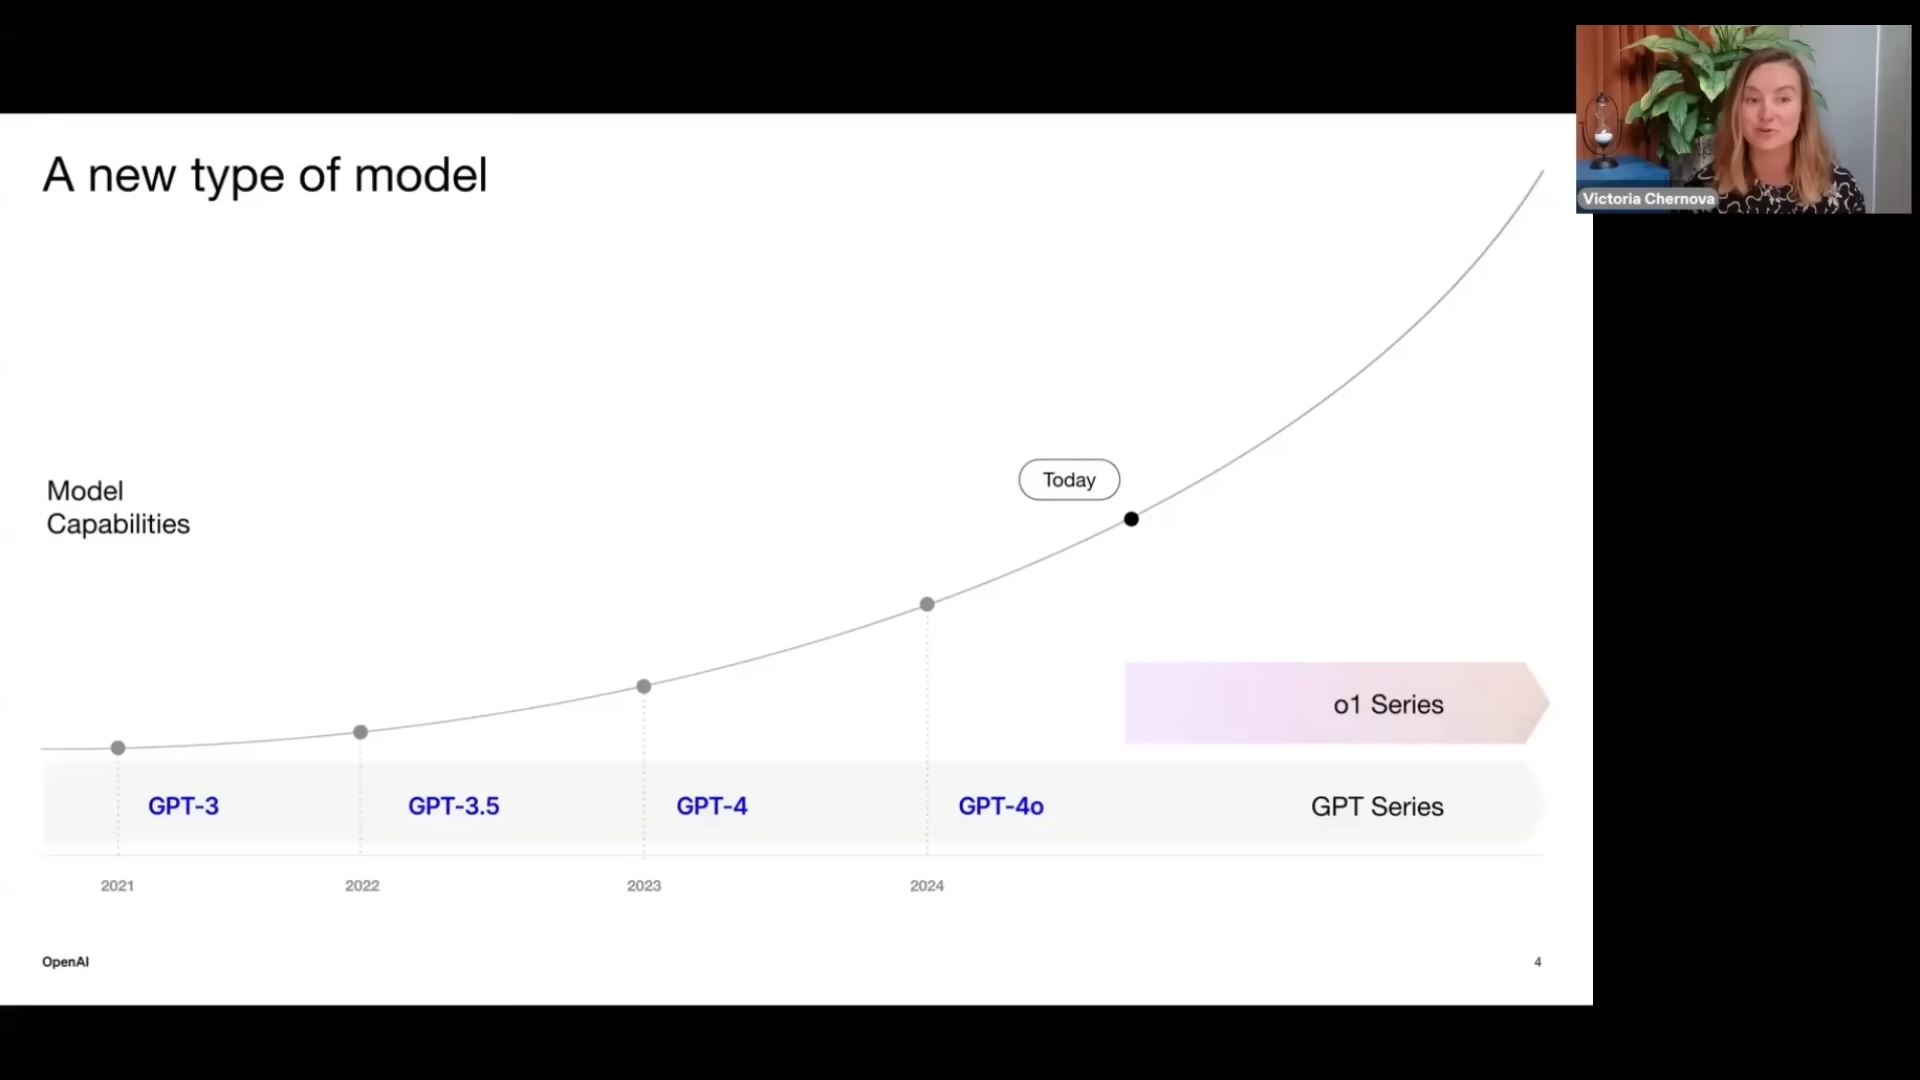 A new type of model
Victoria Chernova
Today
Model
Capabilities
o1 Series
GPT-3
GPT-3.5
GPT-4
GPT-4o
GPT Series
2021
2022
2023
2024
OpenAI
4